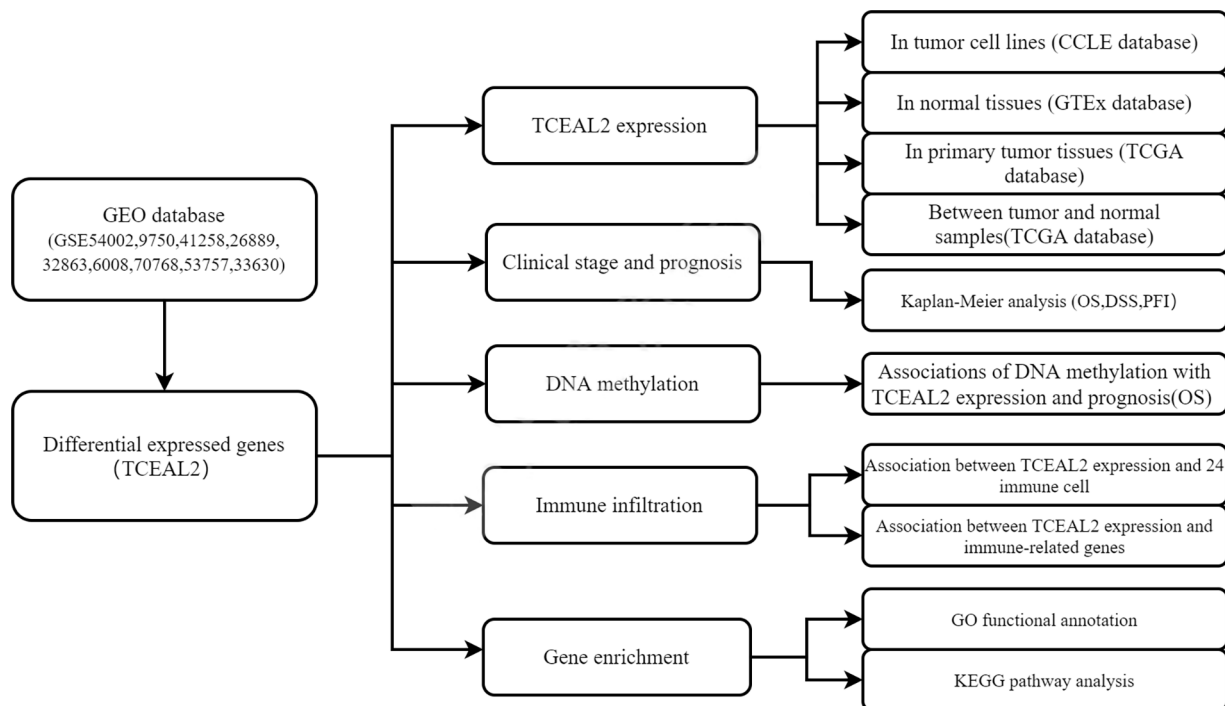 GEO database
(GSE54002,9750,41258,26889,
32863,6008,70768,53757,33630)
Differential expressed genes
(TCEAL2)
TCEAL2 expression
In tumor cell lines (CCLE database)
In normal tissues (GTEx database)
In primary tumor tissues (TCGA
database)
Between tumor and normal
samples(TCGA database)
Clinical stage and prognosis
Kaplan-Meier analysis (OS,DSS,PFI)
DNA methylation
Associations of DNA methylation with
TCEAL2 expression and prognosis(OS)
Immune infiltration
Association between TCEAL2 expression and 24
immune cell
Association between TCEAL2 expression and
immune-related genes
Gene enrichment
GO functional annotation
KEGG pathway analysis